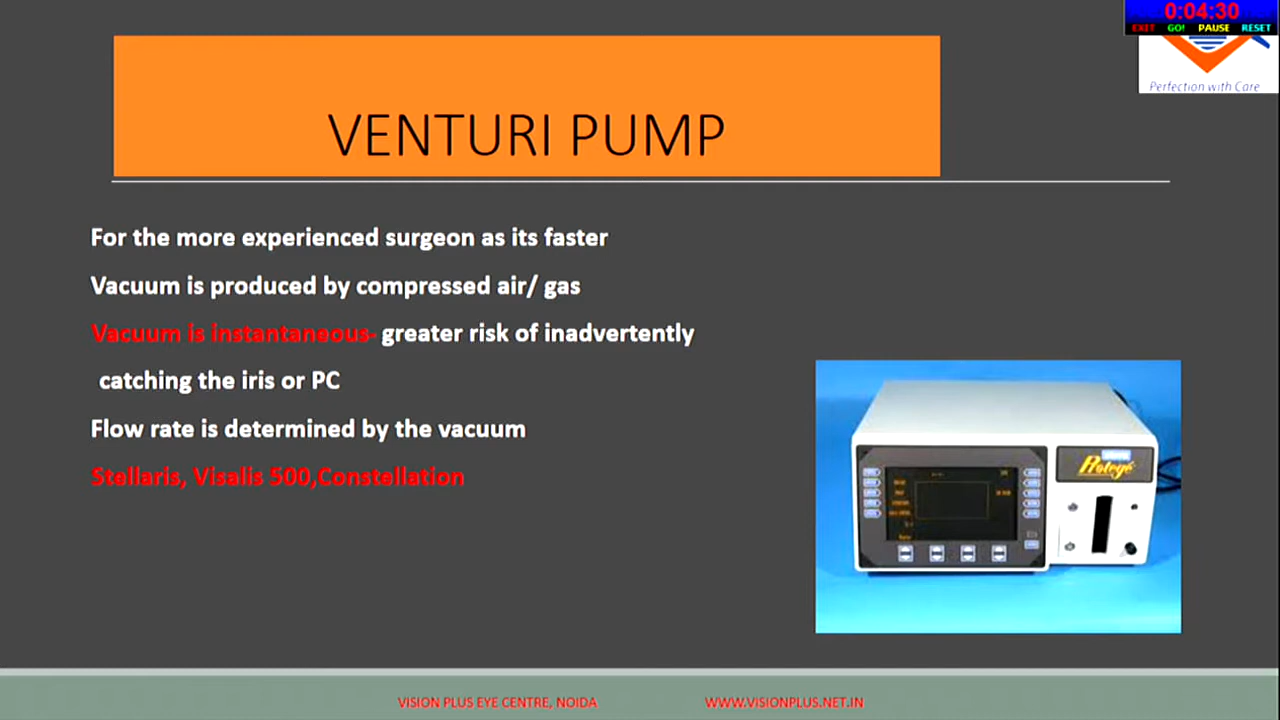 0:04:30
EXIT GO! PAUSE RESET
Perfection with Care
VENTURI PUMP
For the more experienced surgeon as its faster
Vacuum is produced by compressed air/ gas
Vacuum is instantaneous- greater risk of inadvertently
catching the iris or PC
Flow rate is determined by the vacuum
Stellaris, Visalis 500,Constellation
Protegé
VISION PLUS EYE CENTRE, NOIDA
WWW.VISIONPLUS.NET.IN